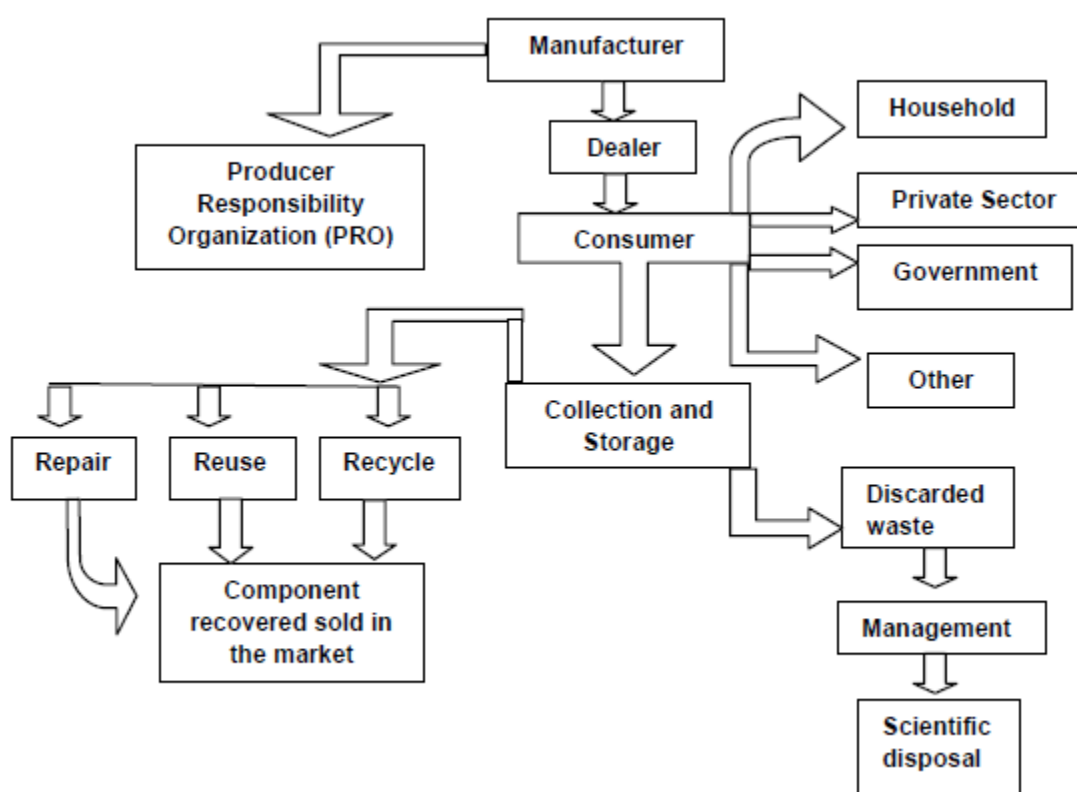 Manufacturer
Household
Dealer
Producer
Responsibility
Organization (PRO)
Private Sector
Consumer
Government
Other
Collection and
Storage
Repair
Reuse
Recycle
Discarded
waste
Component
recovered sold in
the market
Management
Scientific
disposal